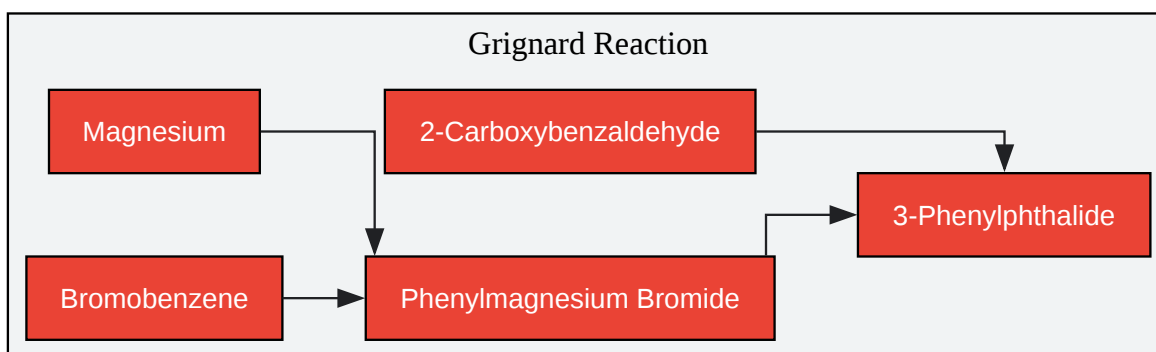 Grignard Reaction
Magnesium
2-Carboxybenzaldehyde
3-Phenylphthalide
Bromobenzene
Phenylmagnesium Bromide